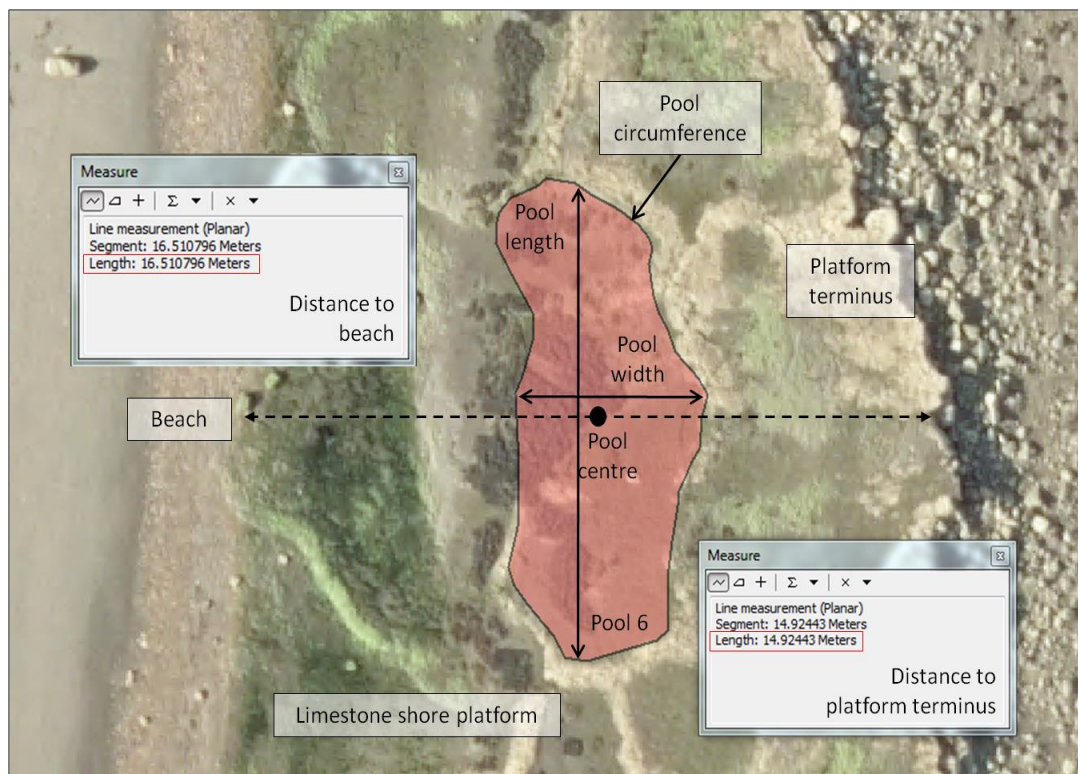 Pool
circumference
Measure
Line measurement (Planar)
Segment: 16.510796 Meters
Length: 16.510796 Meters
Distance to
beach
Pool
length
Platform
terminus
Pool
width
Beach
Pool
centre
Measure
Line measurement (Planar)
Segment: 14.92443 Meters
Length: 14.92443 Meters
Distance to
platform terminus
Pool 6
Limestone shore platform